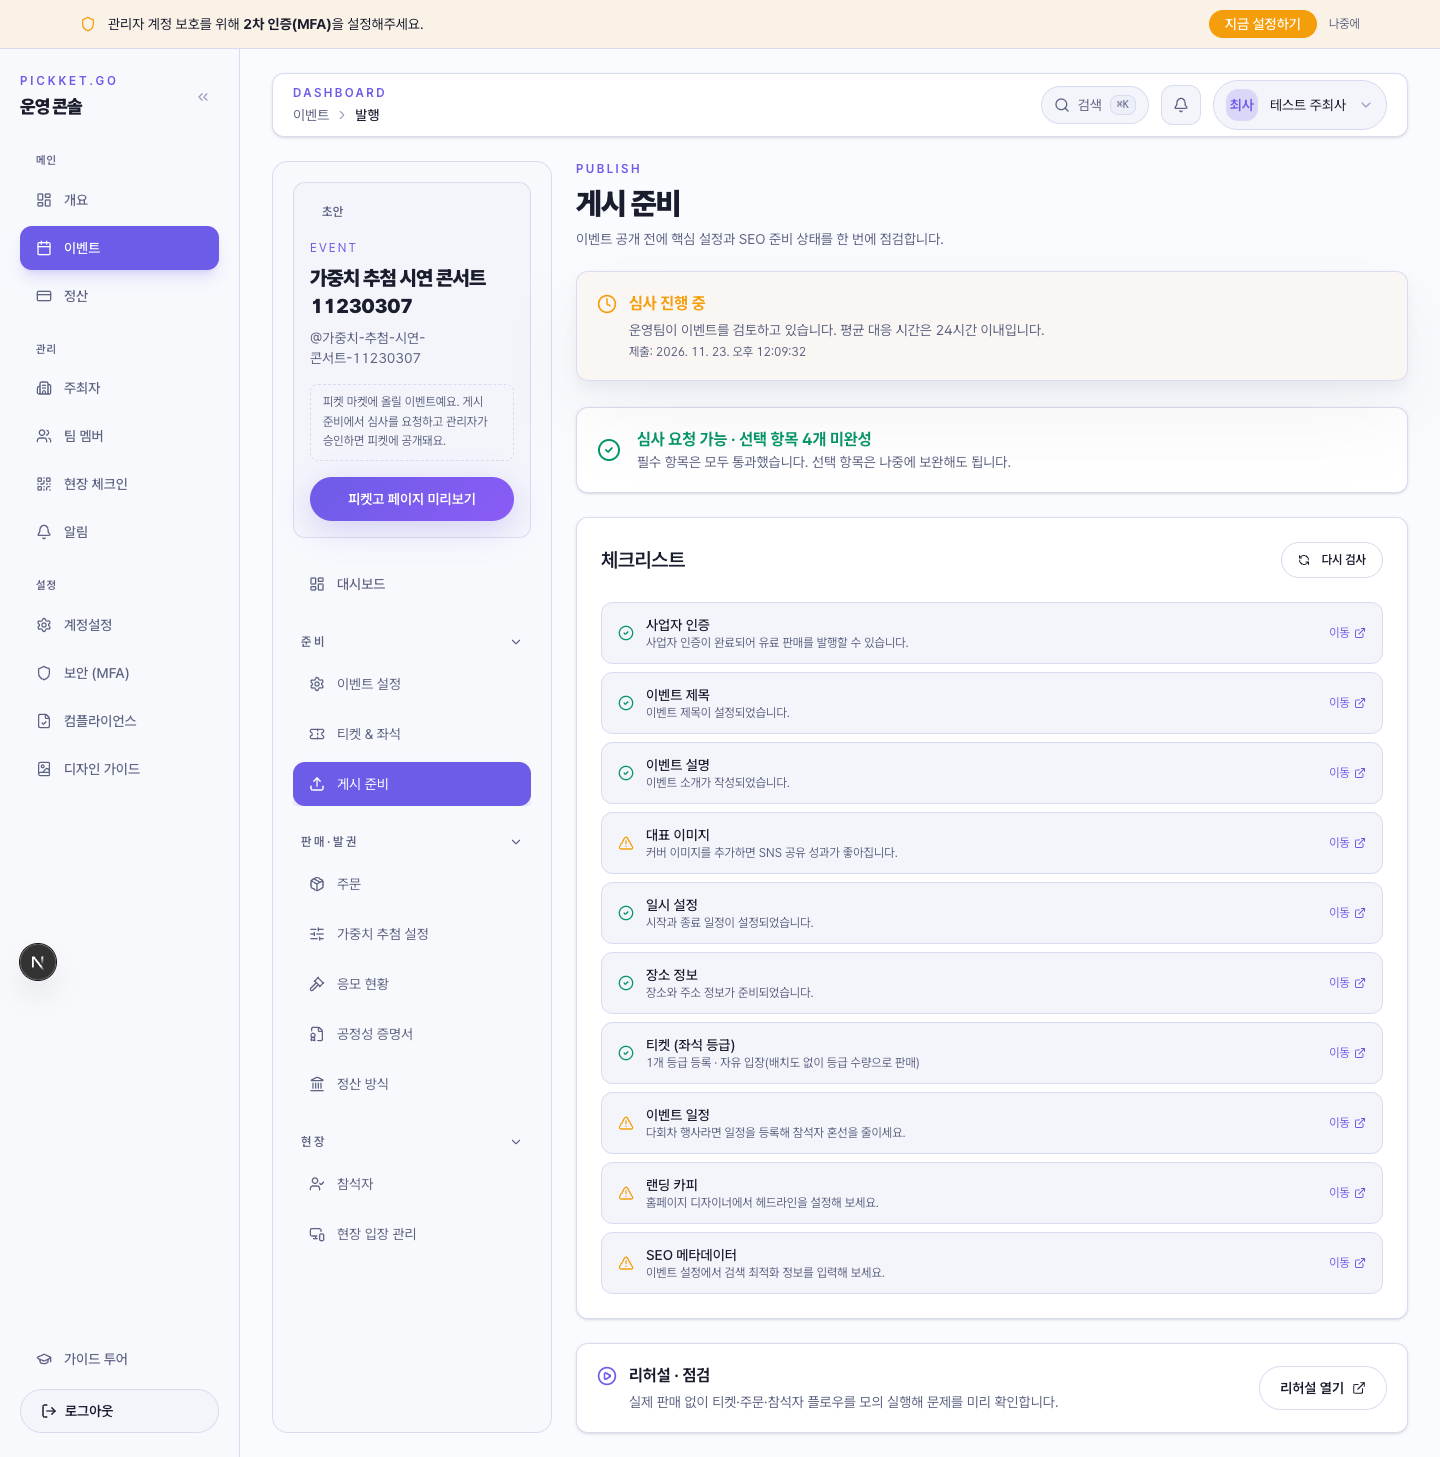 관리자 계정 보호를 위해 2차 인증(MFA)을 설정해주세요.
지금 설정하기
나중에
PICKKET.GO
운영 콘솔
메인
개요
이벤트
정산
관리
주최자
팀 멤버
현장 체크인
알림
설정
계정설정
보안 (MFA)
컴플라이언스
디자인 가이드
가이드 투어
로그아웃
DASHBOARD
이벤트 > 발행
검색 ⌘K
최사 테스트 주최사
초안
EVENT
가중치 추첨 시연 콘서트
11230307
@가중치-추첨-시연-
콘서트-11230307
피켓 마켓에 올릴 이벤트예요. 게시
준비에서 심사를 요청하고 관리자가
승인하면 피켓에 공개돼요.
피켓고 페이지 미리보기
대시보드
준비
이벤트 설정
티켓 & 좌석
게시 준비
판매·발권
주문
가중치 추첨 설정
응모 현황
공정성 증명서
정산 방식
현장
참석자
현장 입장 관리
PUBLISH
게시 준비
이벤트 공개 전에 핵심 설정과 SEO 준비 상태를 한 번에 점검합니다.
심사 진행 중
운영팀이 이벤트를 검토하고 있습니다. 평균 대응 시간은 24시간 이내입니다.
제출: 2026. 11. 23. 오후 12:09:32
심사 요청 가능 · 선택 항목 4개 미완성
필수 항목은 모두 통과했습니다. 선택 항목은 나중에 보완해도 됩니다.
체크리스트
다시 검사
사업자 인증
사업자 인증이 완료되어 유료 판매를 발행할 수 있습니다.
이동
이벤트 제목
이벤트 제목이 설정되었습니다.
이동
이벤트 설명
이벤트 소개가 작성되었습니다.
이동
대표 이미지
커버 이미지를 추가하면 SNS 공유 성과가 좋아집니다.
이동
일시 설정
시작과 종료 일정이 설정되었습니다.
이동
장소 정보
장소와 주소 정보가 준비되었습니다.
이동
티켓 (좌석 등급)
1개 등급 등록 · 자유 입장(배치도 없이 등급 수량으로 판매)
이동
이벤트 일정
다회차 행사라면 일정을 등록해 참석자 혼선을 줄이세요.
이동
랜딩 카피
홈페이지 디자이너에서 헤드라인을 설정해 보세요.
이동
SEO 메타데이터
이벤트 설정에서 검색 최적화 정보를 입력해 보세요.
이동
리허설 · 점검
실제 판매 없이 티켓·주문·참석자 플로우를 모의 실행해 문제를 미리 확인합니다.
리허설 열기